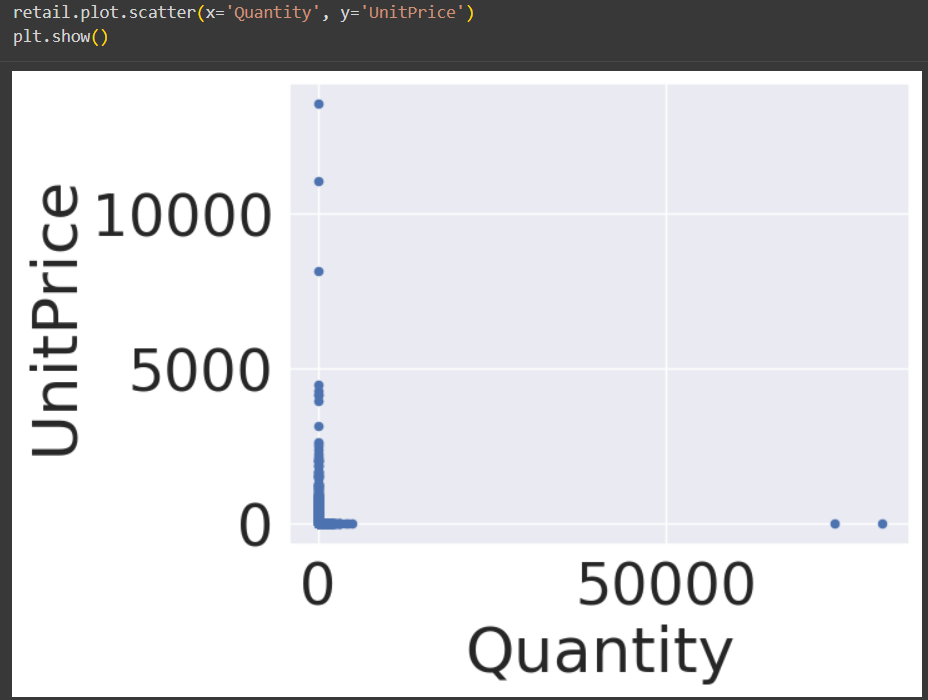 retail.plot.scatter(x='Quantity', y='UnitPrice')
plt.show()
UnitPrice
10000
5000
0
0 50000
Quantity